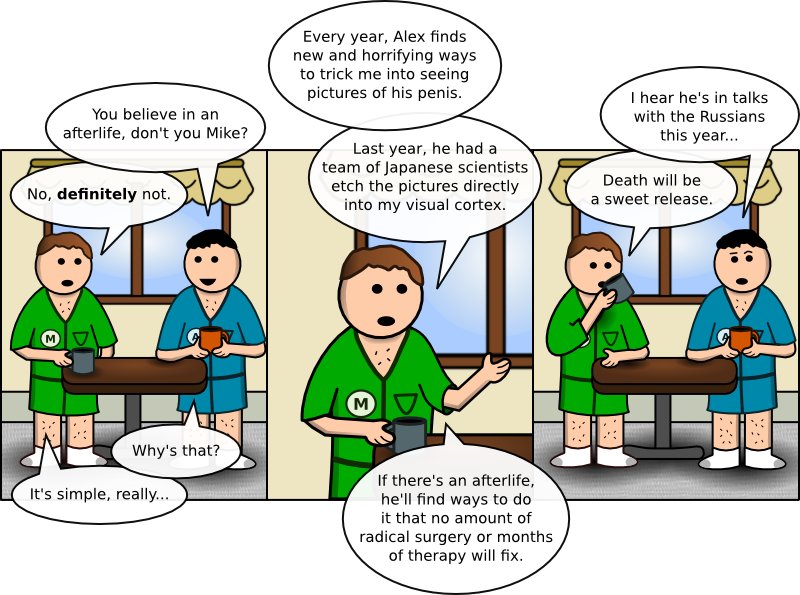 You believe in an
afterlife, don't you Mike?
No, definitely not.
M
A
Why's that?
It's simple, really...
Every year, Alex finds
new and horrifying ways
to trick me into seeing
pictures of his penis.
Last year, he had a
team of Japanese scientists
etch the pictures directly
into my visual cortex.
M
If there's an afterlife,
he'll find ways to do
it that no amount of
radical surgery or months
of therapy will fix.
I hear he's in talks
with the Russians
this year...
Death will be
a sweet release.
A